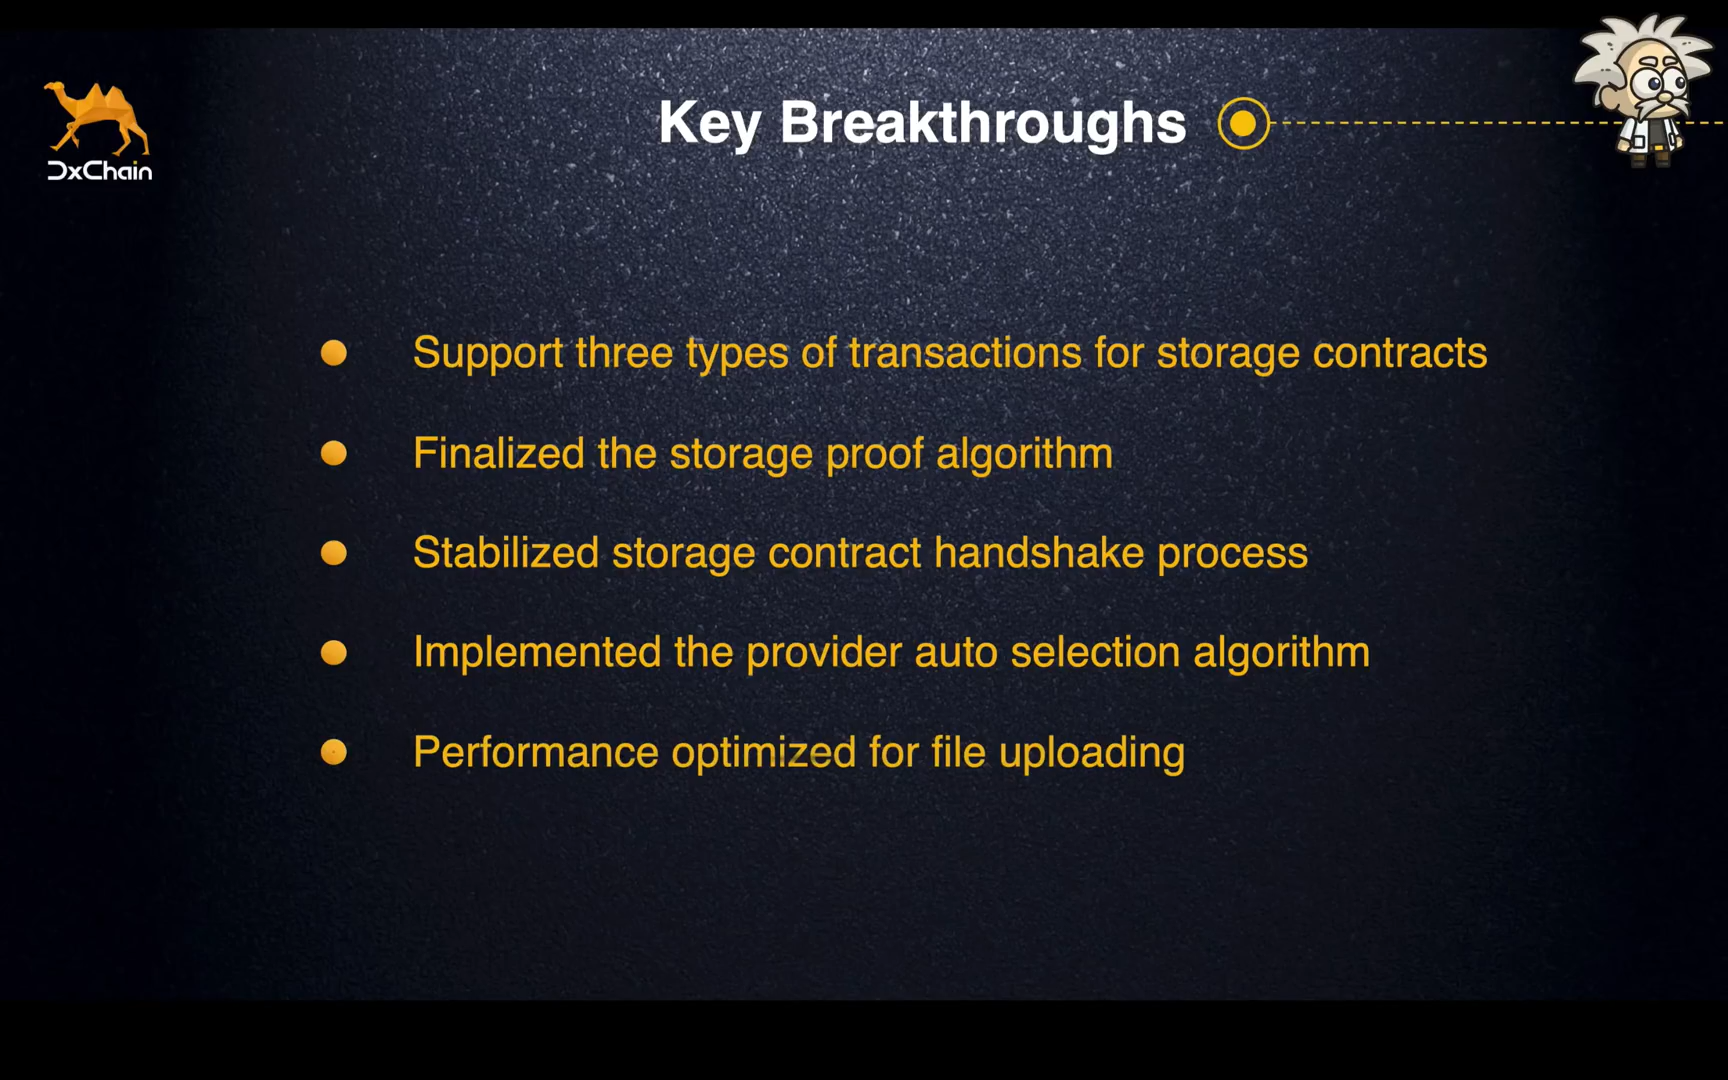 DxChain
Key Breakthroughs
Support three types of transactions for storage contracts
Finalized the storage proof algorithm
Stabilized storage contract handshake process
Implemented the provider auto selection algorithm
Performance optimized for file uploading